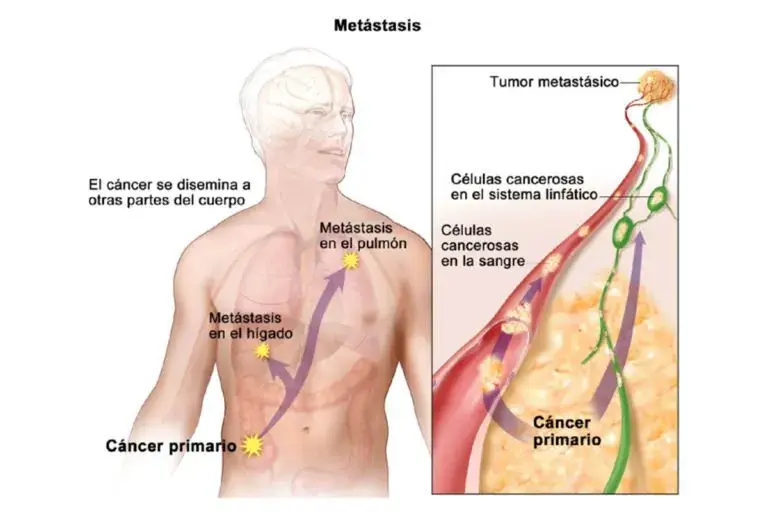 Metástasis
El cáncer se disemina a
otras partes del cuerpo
Metástasis
en el pulmón
Metástasis
en el hígado
Cáncer primario
Tumor metastásico
Células cancerosas
en el sistema linfático
Células
cancerosas
en la sangre
Cáncer
primario